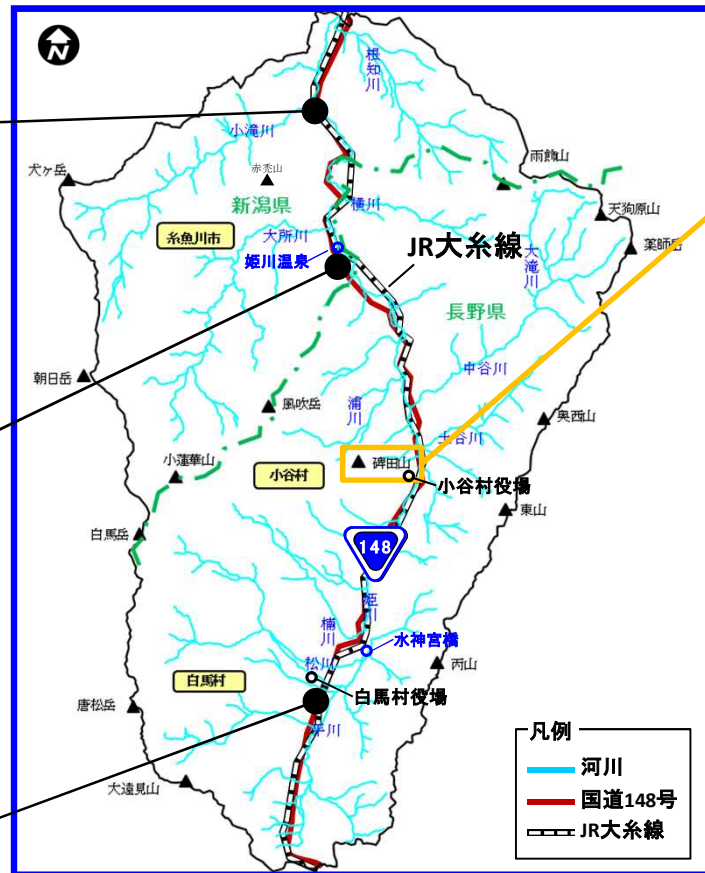 N
根知川
小滝川
犬ヶ岳
赤禿山
雨飾山
新潟県
横川
天狗原山
糸魚川市
大所川
大滝川
薬師岳
姫川温泉
JR大糸線
長野県
中谷川
朝日岳
風吹岳
浦川
奥西山
土谷川
小蓮華山
小谷村
碑田山
小谷村役場
東山
白馬岳
148
姫川
楠川
水神宮橋
松川
丙山
白馬村
白馬村役場
唐松岳
平川
大遠見山
凡例
河川
国道148号
JR大糸線